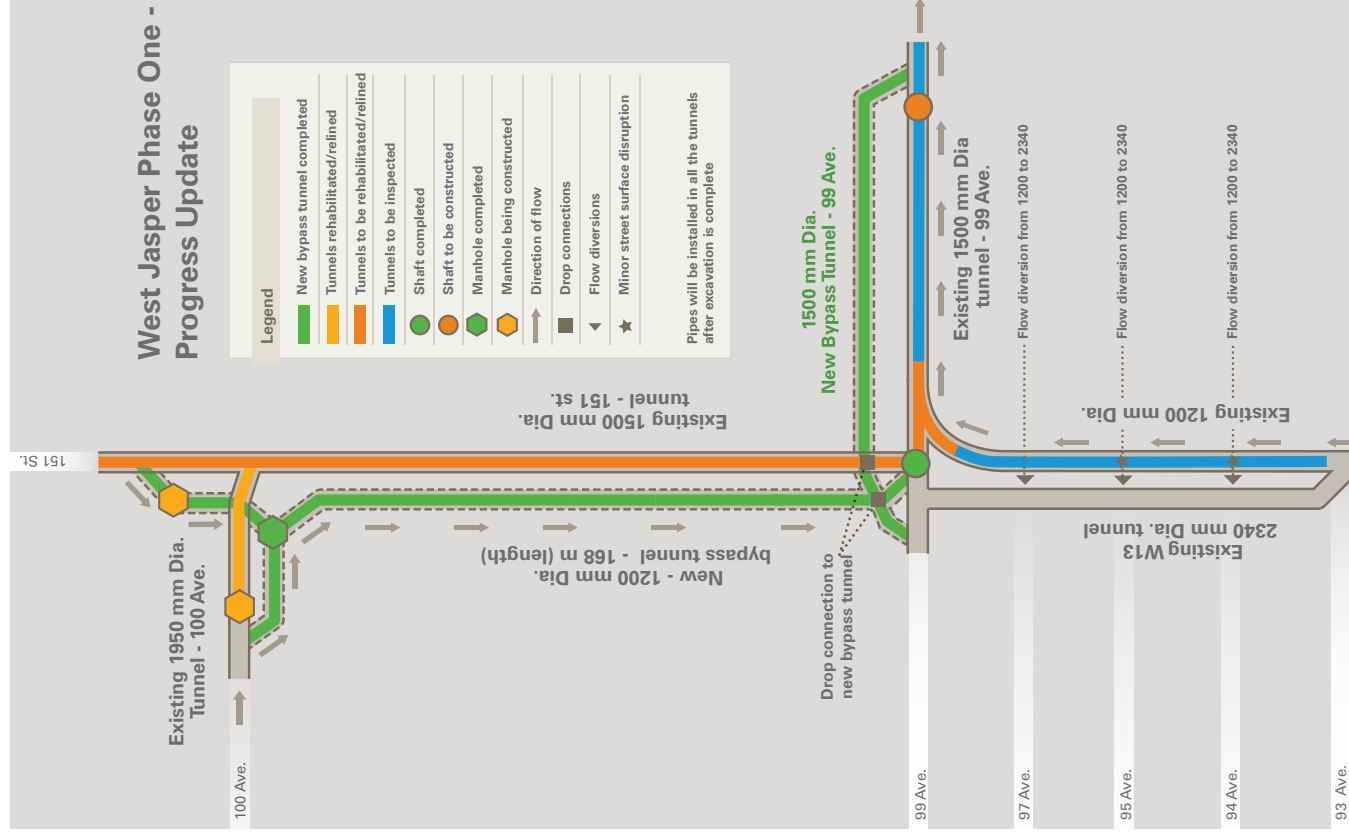 West Jasper Phase One -
Progress Update
Legend
New bypass tunnel completed
Tunnels rehabilitated/relined
Tunnels to be rehabilitated/relined
Tunnels to be inspected
Shaft completed
Shaft to be constructed
Manhole completed
Manhole being constructed
Direction of flow
Drop connections
Flow diversions
Minor street surface disruption
Pipes will be installed in all the tunnels
after excavation is complete
151 St.
Existing 1500 mm Dia.
tunnel - 151 st
1500 mm Dia.
New Bypass Tunnel - 99 Ave.
Existing 1500 mm Dia
tunnel - 99 Ave.
Flow diversion from 1200 to 2340
Flow diversion from 1200 to 2340
Flow diversion from 1200 to 2340
Existing 1200 mm Dia.
Existing 1950 mm Dia.
Tunnel - 100 Ave.
New - 1200 mm Dia.
bypass tunnel - 168 m (length)
Drop connection to
new bypass tunnel
Existing W13
2340 mm Dia. tunnel
100 Ave.
99 Ave.
97 Ave.
95 Ave.
94 Ave.
93 Ave.